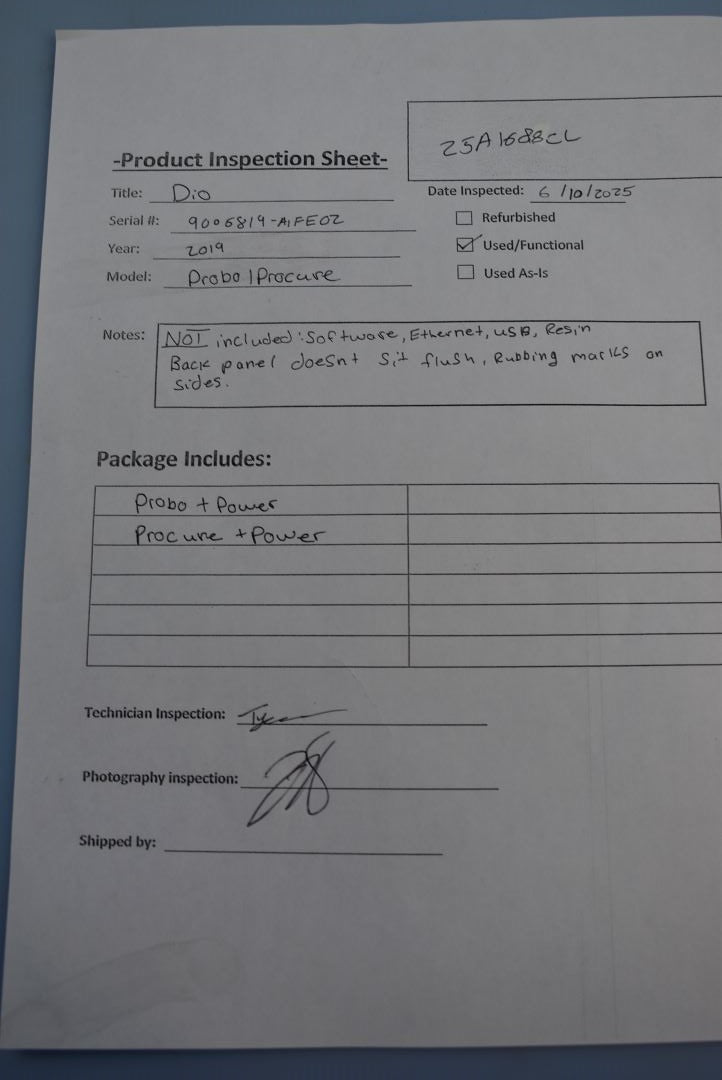 25A1688CL
-Product Inspection Sheet-
Title: Dio
Date Inspected: 6/10/2025
Serial #: 9006819-A1FE02
Refurbished
Year: 2019
Used/Functional
Model: Probo | Procure
Used As-Is
Notes: NOT included: Software, Ethernet, USB, Resin
Back panel doesnt sit flush, Rubbing marks on
sides.
Package Includes:
Probo + Power
Procure + Power
Technician Inspection:
Photography inspection:
Shipped by: